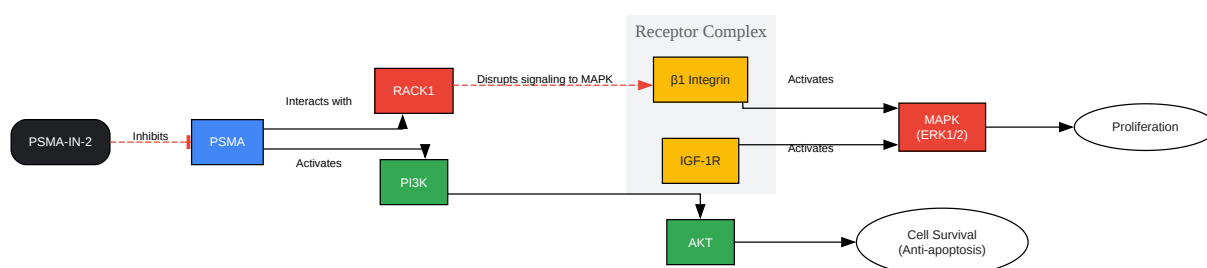 Receptor Complex
PSMA-IN-2
Inhibits
PSMA
Interacts with
Activates
RACK1
PI3K
Disrupts signaling to MAPK
β1 Integrin
IGF-1R
Activates
Activates
MAPK
(ERK1/2)
Proliferation
AKT
Cell Survival
(Anti-apoptosis)